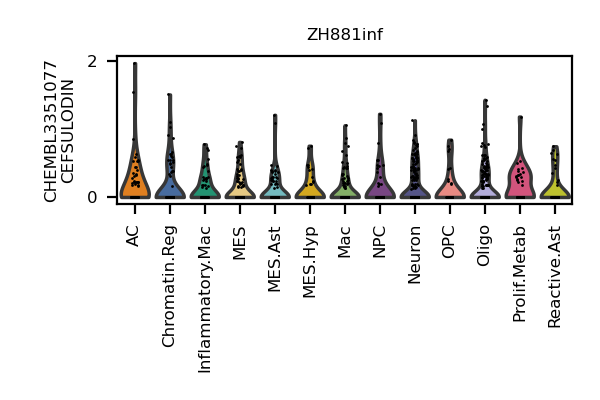 ZH881inf
CHEMBL3351077
CEFSULODIN
2
0
AC
Chromatin.Reg
Inflammatory.Mac
MES
MES.Ast
MES.Hyp
Mac
NPC
Neuron
OPC
Oligo
Prolif.Metab
Reactive.Ast